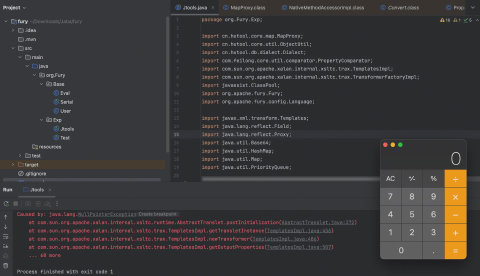 Project
Jtools.java
MapProxy.class
NativeMethodAccessorImpl.class
Convert.class
fury ~/Downloads/labs/fury
.idea
.mvn
src
main
java
org.Fury
Base
Eval
Serial
User
Exp
Jtools
Test
resources
test
target
.gitignore
package org.Fury.Exp;
import cn.hutool.core.map.MapProxy;
import cn.hutool.core.util.ObjectUtil;
import cn.hutool.db.dialect.Dialect;
import com.feilong.core.util.comparator.PropertyComparator;
import com.sun.org.apache.xalan.internal.xsltc.trax.TemplatesImpl;
import com.sun.org.apache.xalan.internal.xsltc.trax.TransformerFactoryImpl;
import javassist.ClassPool;
import org.apache.fury.Fury;
import org.apache.fury.config.Language;
import javax.xml.transform.Templates;
import java.lang.reflect.Field;
import java.lang.reflect.Proxy;
import java.util.Base64;
import java.util.HashMap;
import java.util.Map;
import java.util.PriorityQueue;
0
AC % ÷
7 8 9 ×
4 5 6 −
1 2 3 +
0 . =
Run
Jtools
Caused by: java.lang.NullPointerException Create breakpoint
at com.sun.org.apache.xalan.internal.xsltc.runtime.AbstractTranslet.postInitialization(AbstractTranslet.java:372)
at com.sun.org.apache.xalan.internal.xsltc.trax.TemplatesImpl.getTransletInstance(TemplatesImpl.java:456)
at com.sun.org.apache.xalan.internal.xsltc.trax.TemplatesImpl.newTransformer(TemplatesImpl.java:486)
at com.sun.org.apache.xalan.internal.xsltc.trax.TemplatesImpl.getOutputProperties(TemplatesImpl.java:507)
... 68 more
Process finished with exit code 1